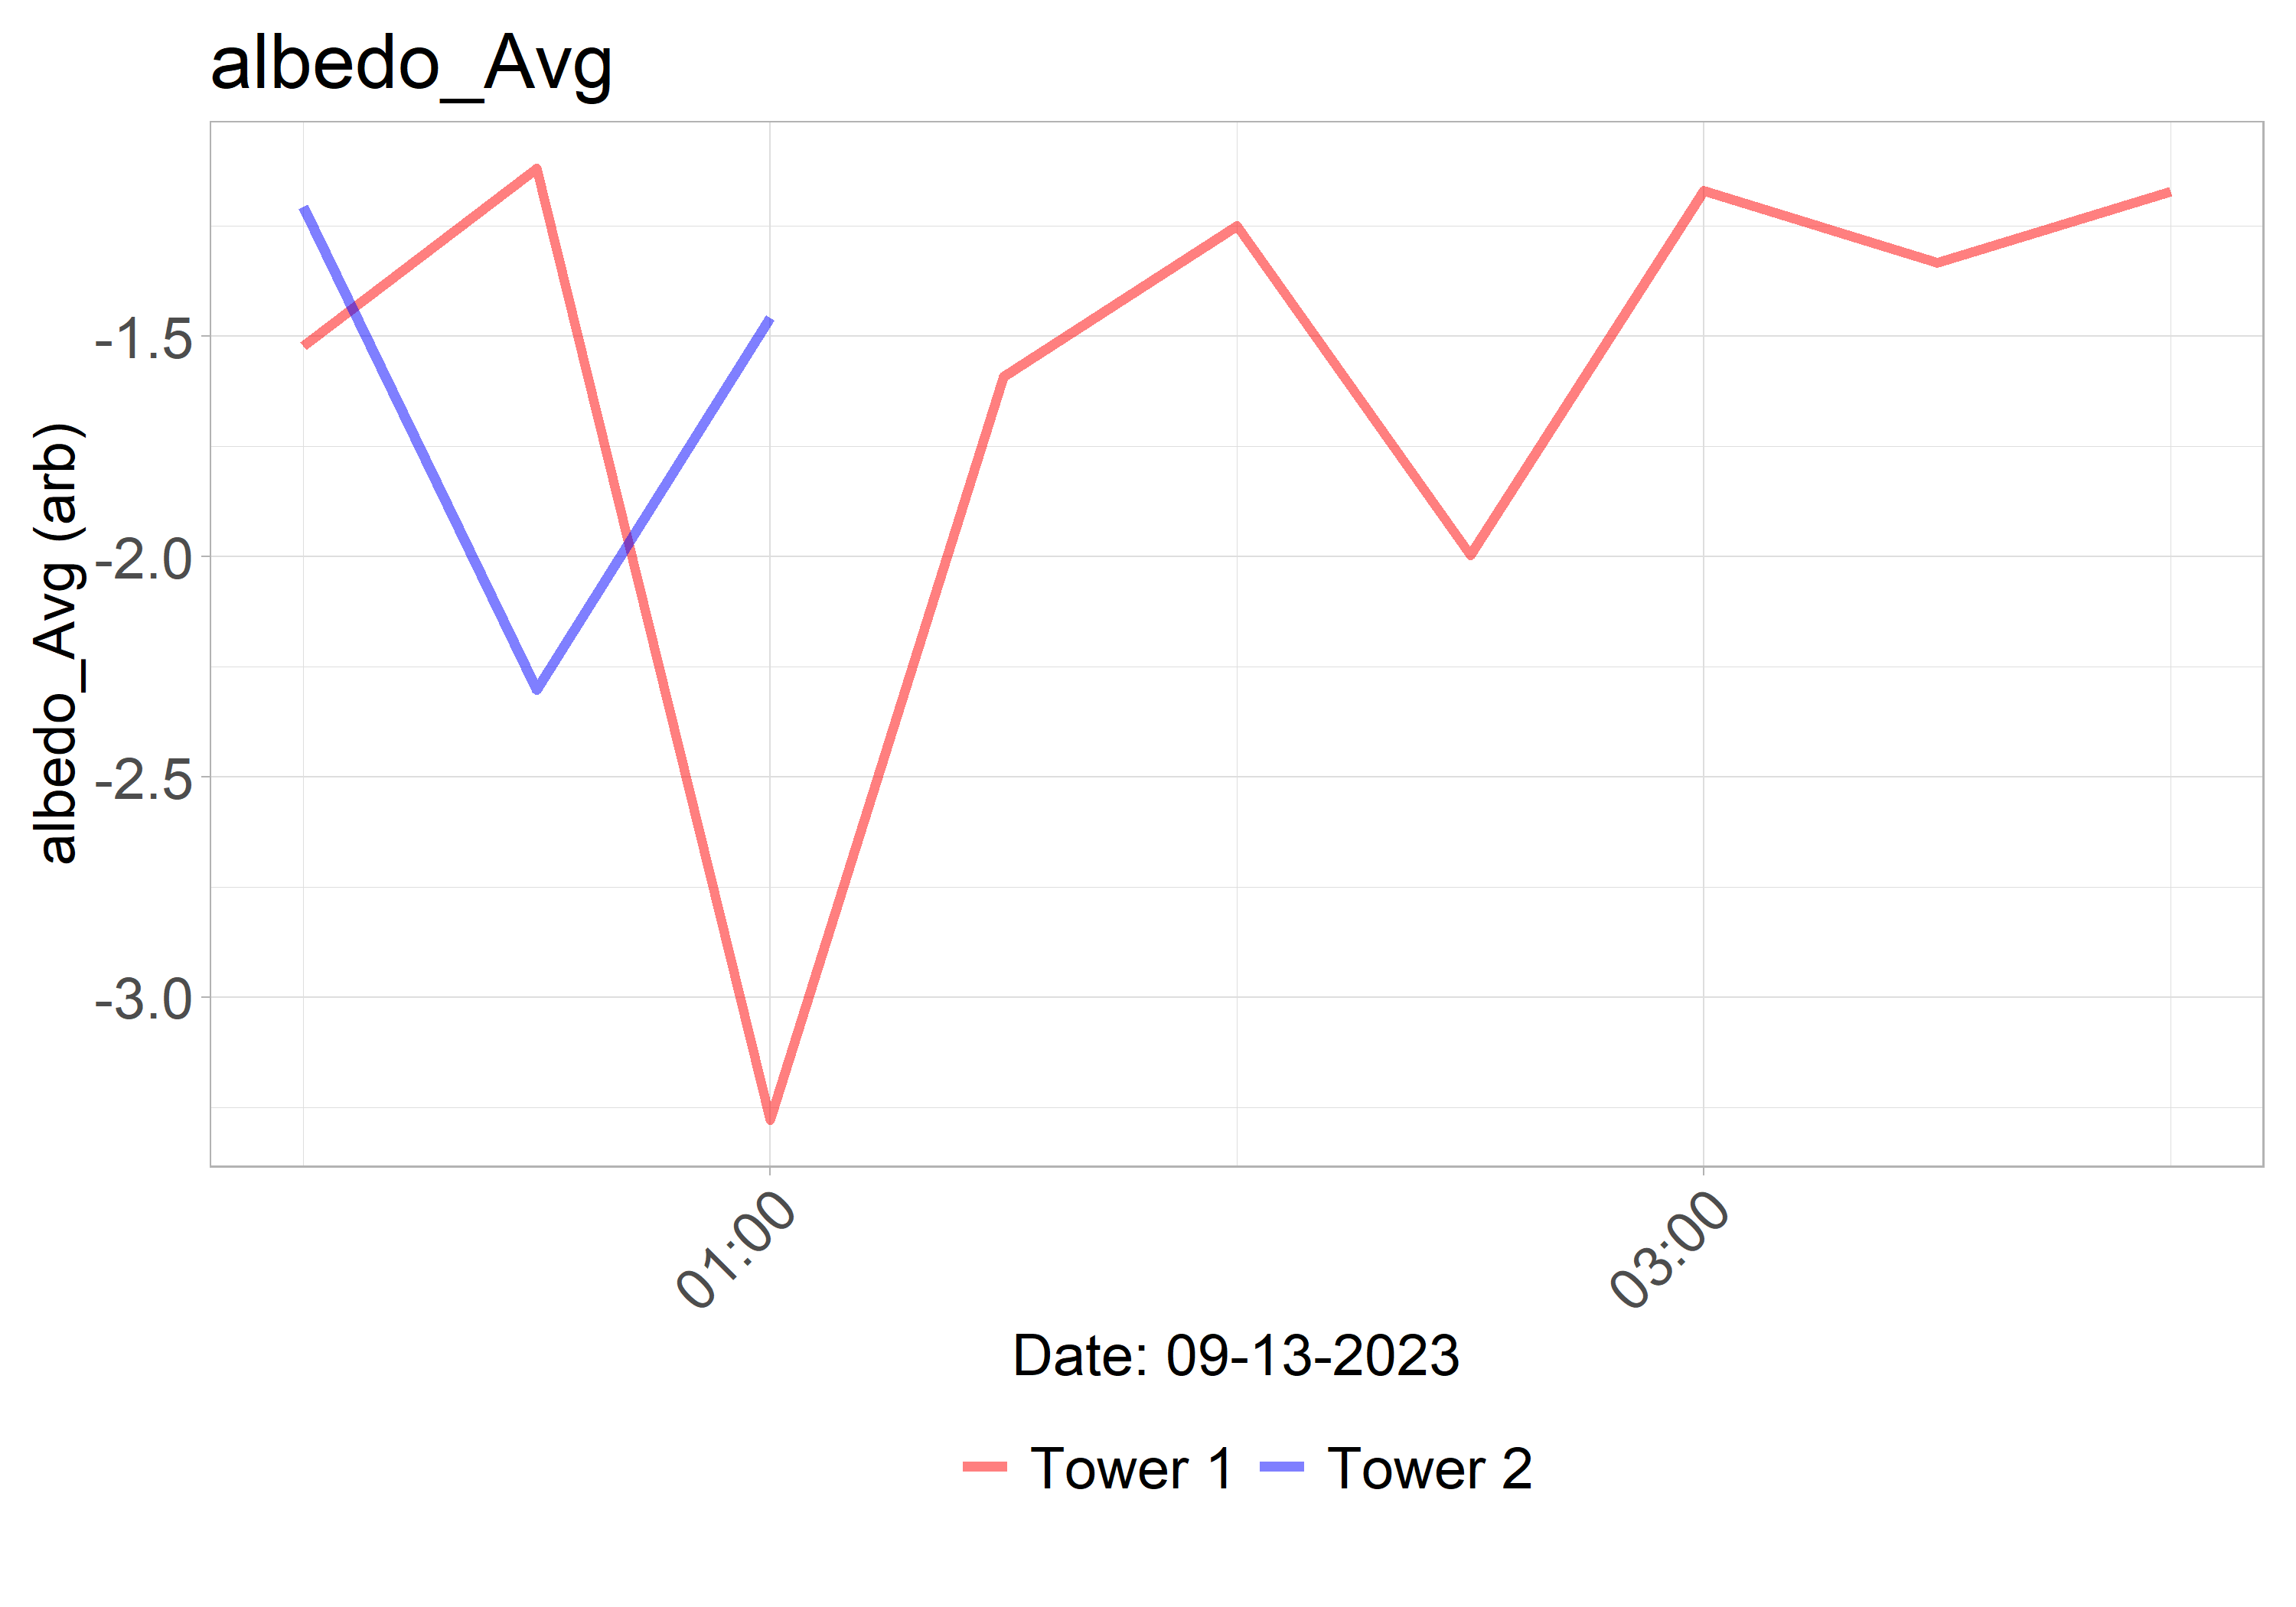 albedo_Avg
albedo_Avg (arb)
-1.5
-2.0
-2.5
-3.0
01:00
03:00
Date: 09-13-2023
Tower 1
Tower 2